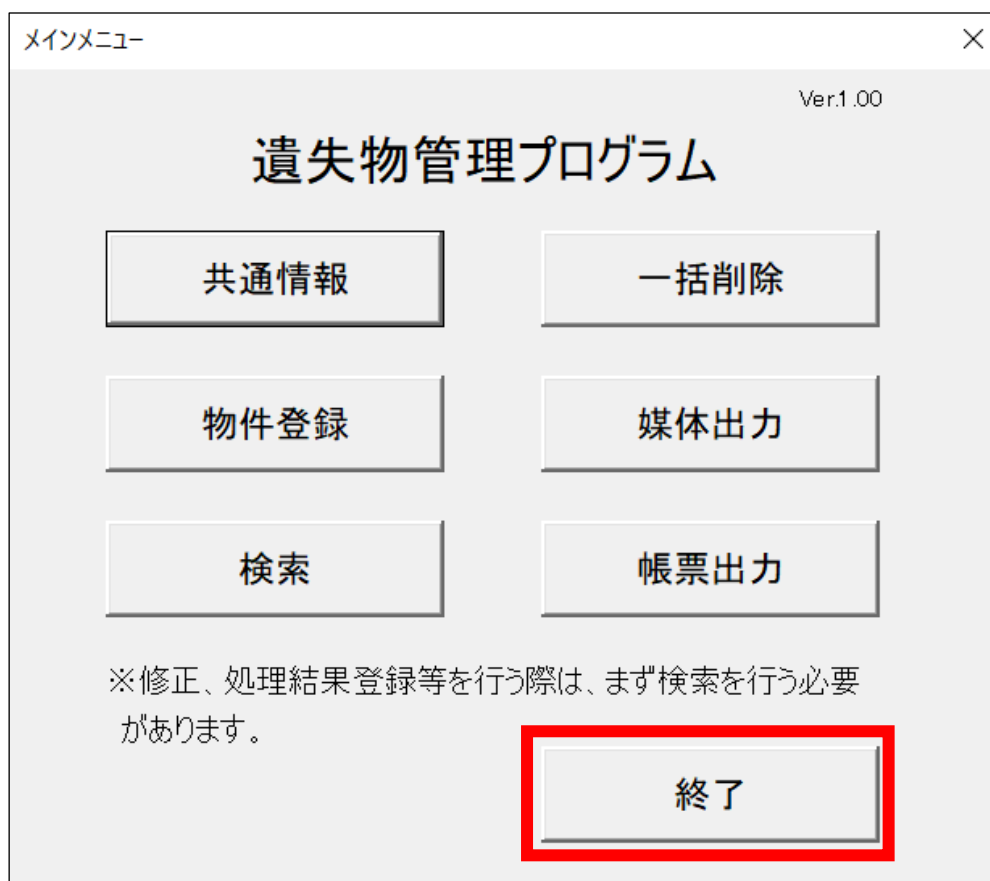 メインメニュー
Ver.1.00
遺失物管理プログラム
共通情報
一括削除
物件登録
媒体出力
検索
帳票出力
※修正、処理結果登録等を行う際は、まず検索を行う必要
があります。
終了